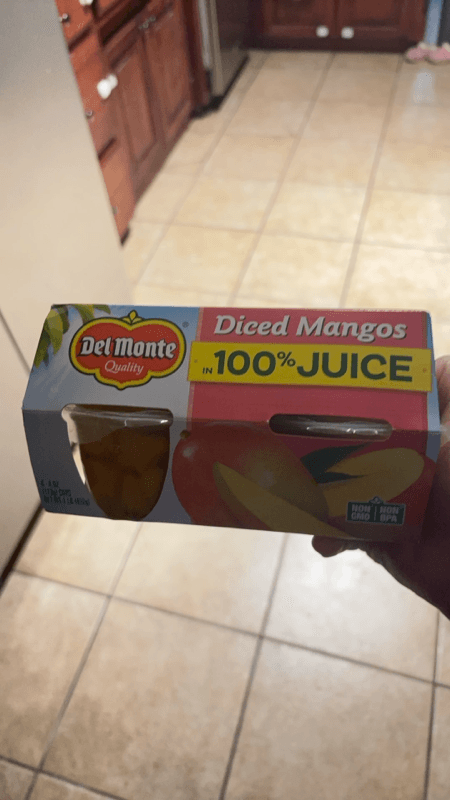 Del Monte
®
Quality
Diced Mangos
IN 100% JUICE
NON GMO
NON BPA